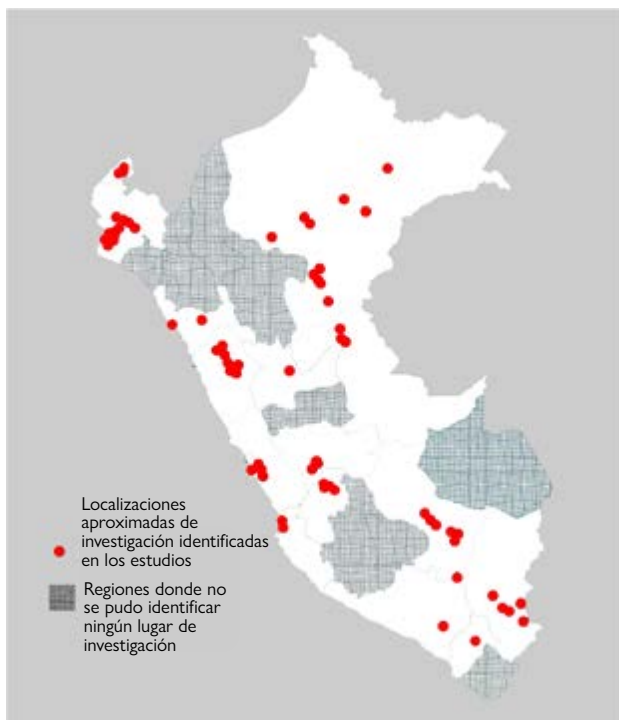 Localizaciones
aproximadas de
investigación identificadas
en los estudios
Regiones donde no
se pudo identificar
ningún lugar de
investigación